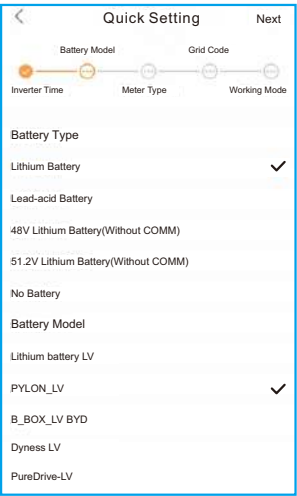 Quick Setting Next
Battery Model Grid Code
Inverter Time Meter Type Working Mode
Battery Type
Lithium Battery
Lead-acid Battery
48V Lithium Battery(Without COMM)
51.2V Lithium Battery(Without COMM)
No Battery
Battery Model
Lithium battery LV
PYLON_LV
B_BOX_LV BYD
Dyness LV
PureDrive-LV